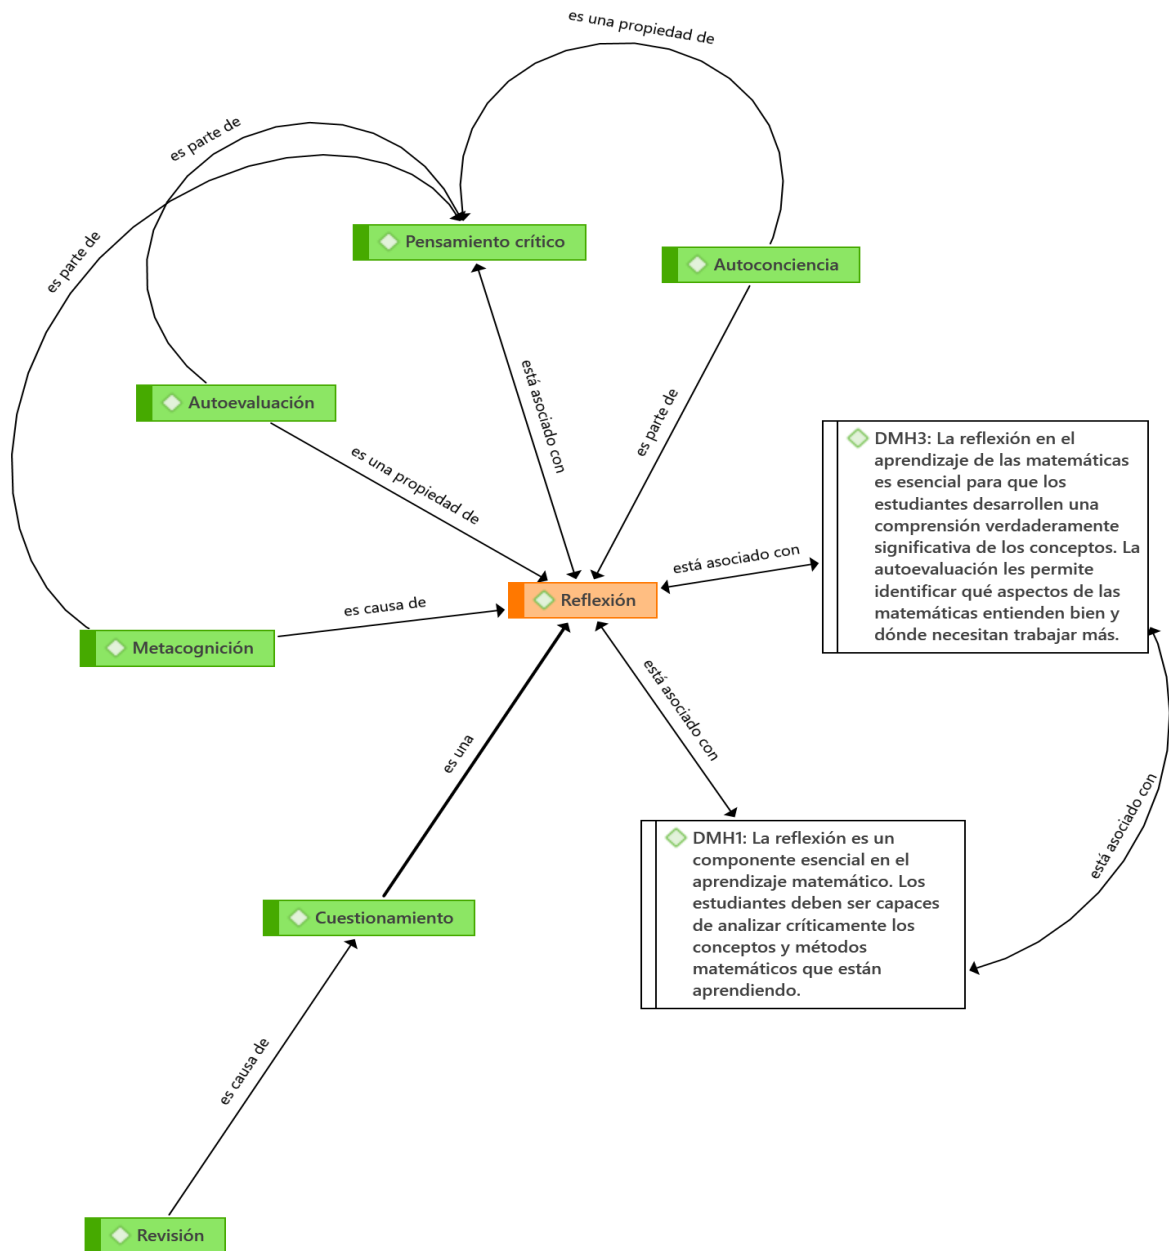 es una propiedad de
es parte de
es parte de
Pensamiento crítico
Autoconciencia
está asociado con
es parte de
Autoevaluación
es una propiedad de
DMH3: La reflexión en el
aprendizaje de las matemáticas
es esencial para que los
estudiantes desarrollen una
comprensión verdaderamente
significativa de los conceptos. La
autoevaluación les permite
identificar qué aspectos de las
matemáticas entienden bien y
dónde necesitan trabajar más.
está asociado con
Reflexión
es causa de
Metacognición
está asociado con
es una
está asociado con
DMH1: La reflexión es un
componente esencial en el
aprendizaje matemático. Los
estudiantes deben ser capaces
de analizar críticamente los
conceptos y métodos
matemáticos que están
aprendiendo.
Cuestionamiento
es causa de
Revisión